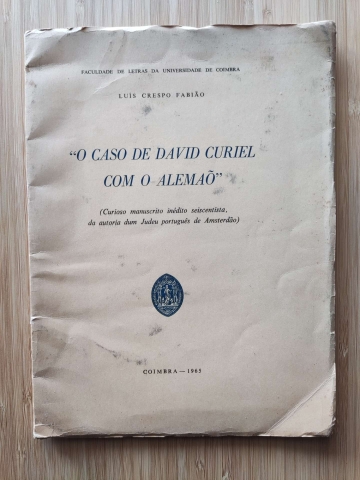 FACULDADE DE LETRAS DA UNIVERSIDADE DE COIMBRA
LUÍS CRESPO FABIÃO
"O CASO DE DAVID CURIEL
COM O ALEMAÕ"
(Curioso manuscrito inédito seiscentista,
da autoria dum Judeu português de Amsterdão)
COIMBRA — 1965